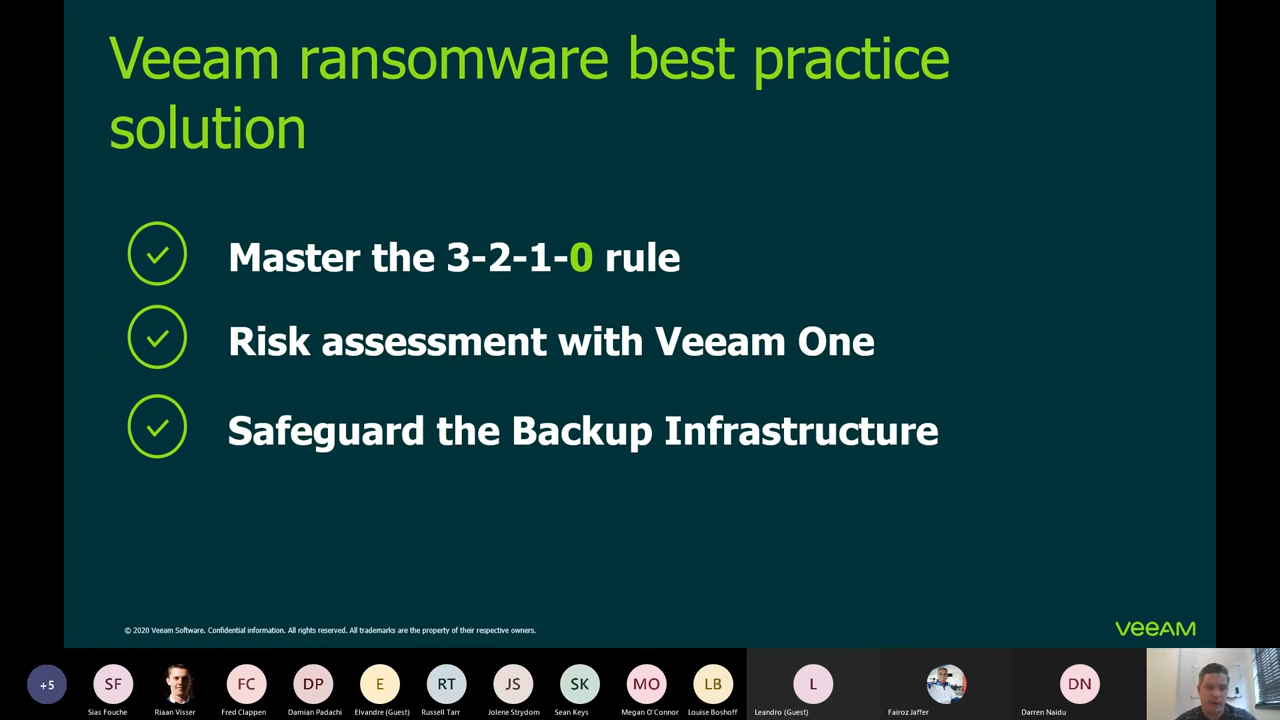 Veeam ransomware best practice
solution
Master the 3-2-1-0 rule
Risk assessment with Veeam One
Safeguard the Backup Infrastructure
© 2020 Veeam Software. Confidential information. All rights reserved. All trademarks are the property of their respective owners.
VEEAM
+5
SF
FC
DP
E
RT
JS
SK
MO
LB
L
DN
Sias Fouche
Riaan Visser
Fred Clappen
Damian Padachi
Elvandre (Guest)
Russell Tarr
Jolene Strydom
Sean Keys
Megan O'Connor
Louise Boshoff
Leandro (Guest)
Fairoz Jaffer
Darren Naidu